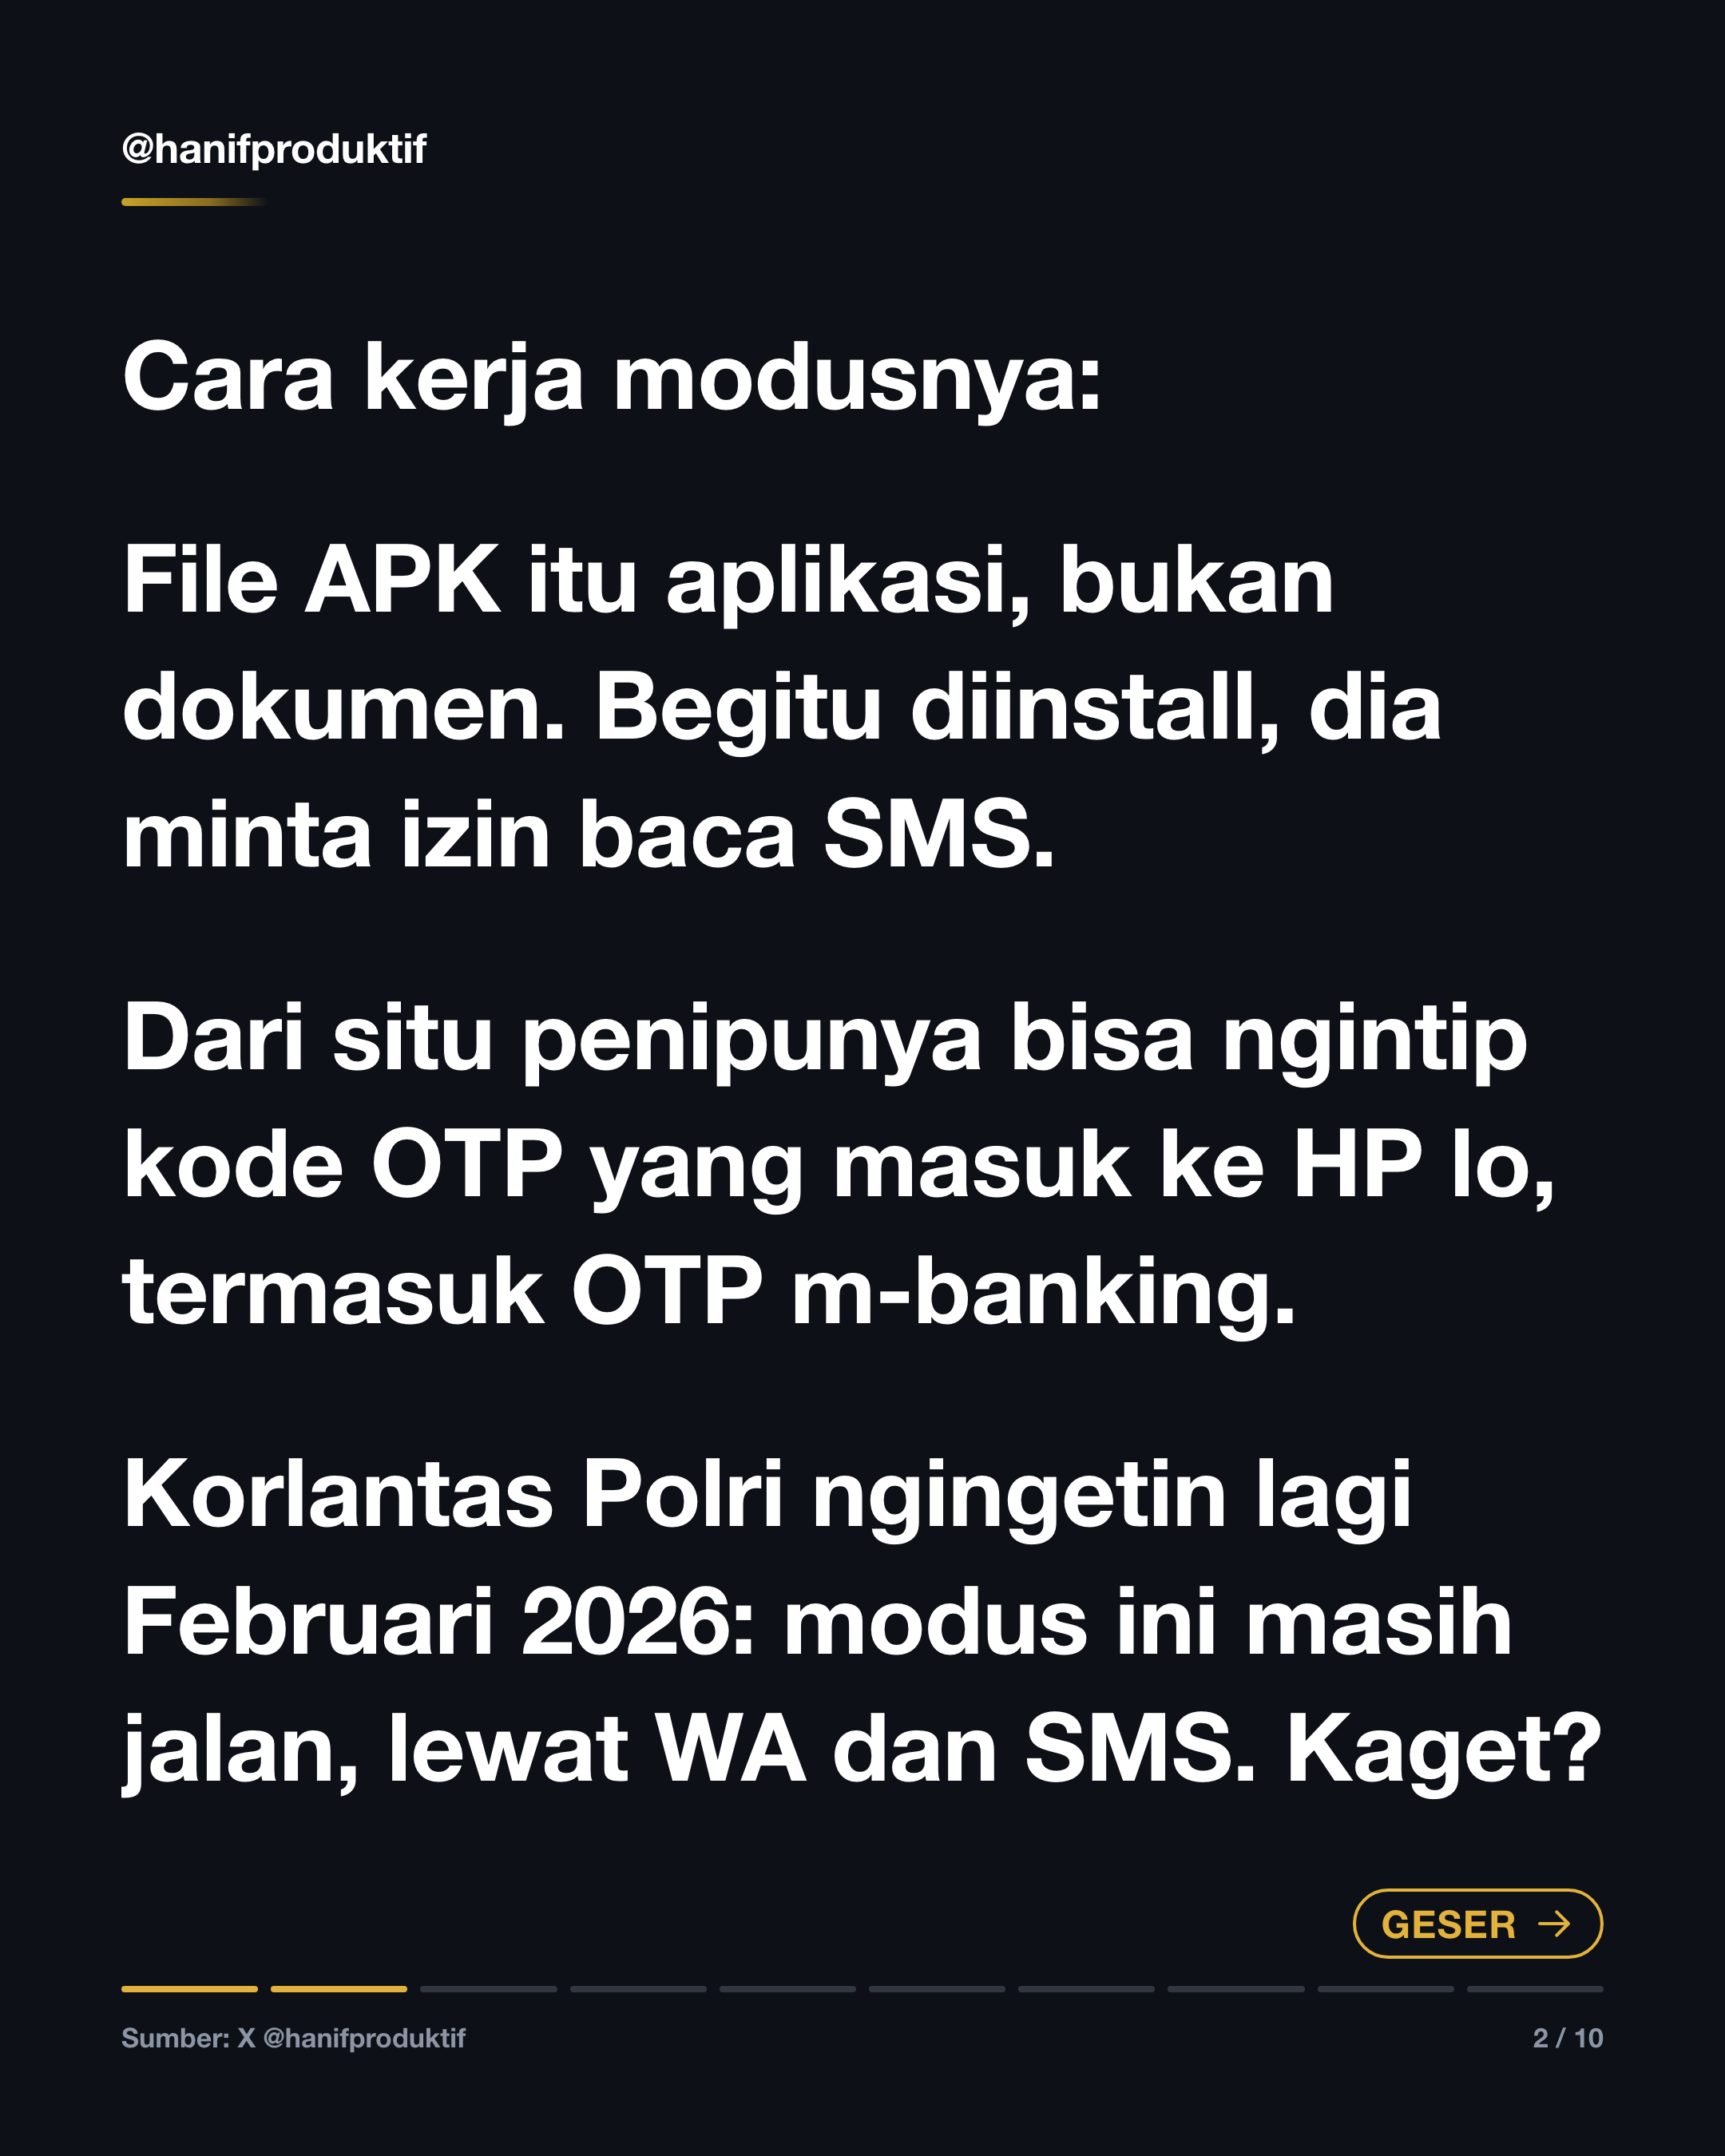 @hanifproduktif
Cara kerja modusnya:
File APK itu aplikasi, bukan
dokumen. Begitu diinstall, dia
minta izin baca SMS.
Dari situ penipunya bisa ngintip
kode OTP yang masuk ke HP lo,
termasuk OTP m-banking.
Korlantas Polri ngingetin lagi
Februari 2026: modus ini masih
jalan, lewat WA dan SMS. Kaget?
GESER →
Sumber: X @hanifproduktif
2 / 10